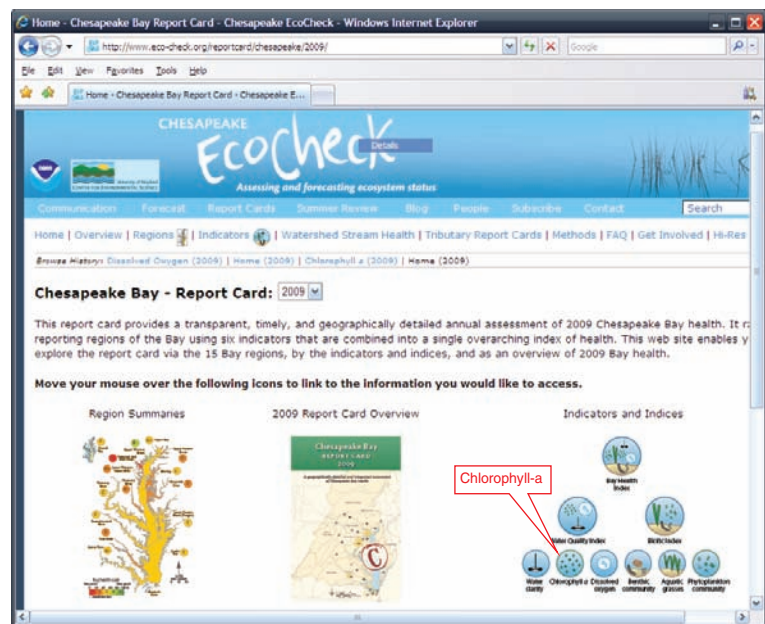 Home - Chesapeake Bay Report Card - Chesapeake EcoCheck - Windows Internet Explorer
http://www.eco-check.org/reportcard/chesapeake/2009/
Google
File Edit View Favorites Tools Help
Home - Chesapeake Bay Report Card - Chesapeake E...
CHESAPEAKE
EcoCheck
Details
Assessing and forecasting ecosystem status
Communication Forecast Report Cards Summer Review Blog People Subscribe Contact Search
Home | Overview | Regions | Indicators | Watershed Stream Health | Tributary Report Cards | Methods | FAQ | Get Involved | Hi-Res
Browse History: Dissolved Oxygen (2009) | Home (2009) | Chlorophyll a (2009) | Home (2009)
Chesapeake Bay - Report Card: 2009
This report card provides a transparent, timely, and geographically detailed annual assessment of 2009 Chesapeake Bay health. It r
reporting regions of the Bay using six indicators that are combined into a single overarching index of health. This web site enables y
explore the report card via the 15 Bay regions, by the indicators and indices, and as an overview of 2009 Bay health.
Move your mouse over the following icons to link to the information you would like to access.
Region Summaries 2009 Report Card Overview Indicators and Indices
Chesapeake Bay
REPORT CARD
2009
C
Chlorophyll-a
Bay Health
Index
Water Quality Index Biotic Index
Water
clarity
Chlorophyll a
Dissolved
oxygen
Benthic
community
Aquatic
grasses
Phytoplankton
community